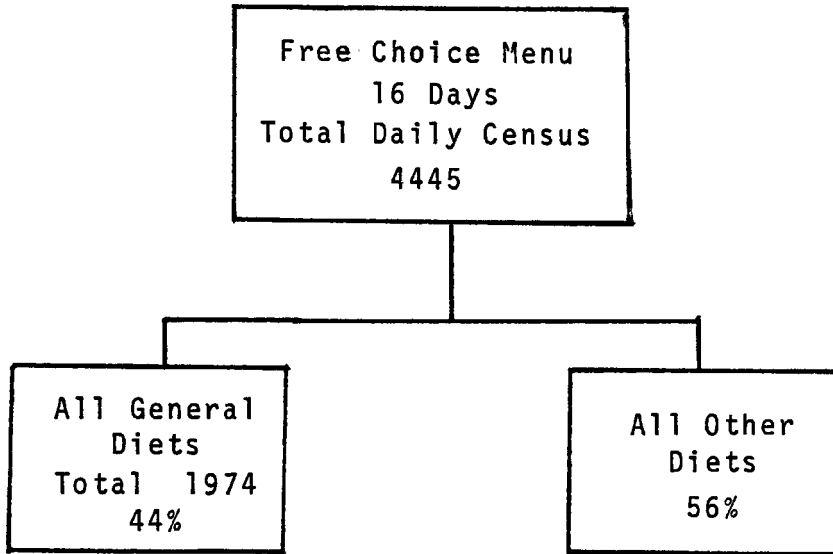 Free Choice Menu
16 Days
Total Daily Census
4445
All General
Diets
Total 1974
44%
All Other
Diets
56%